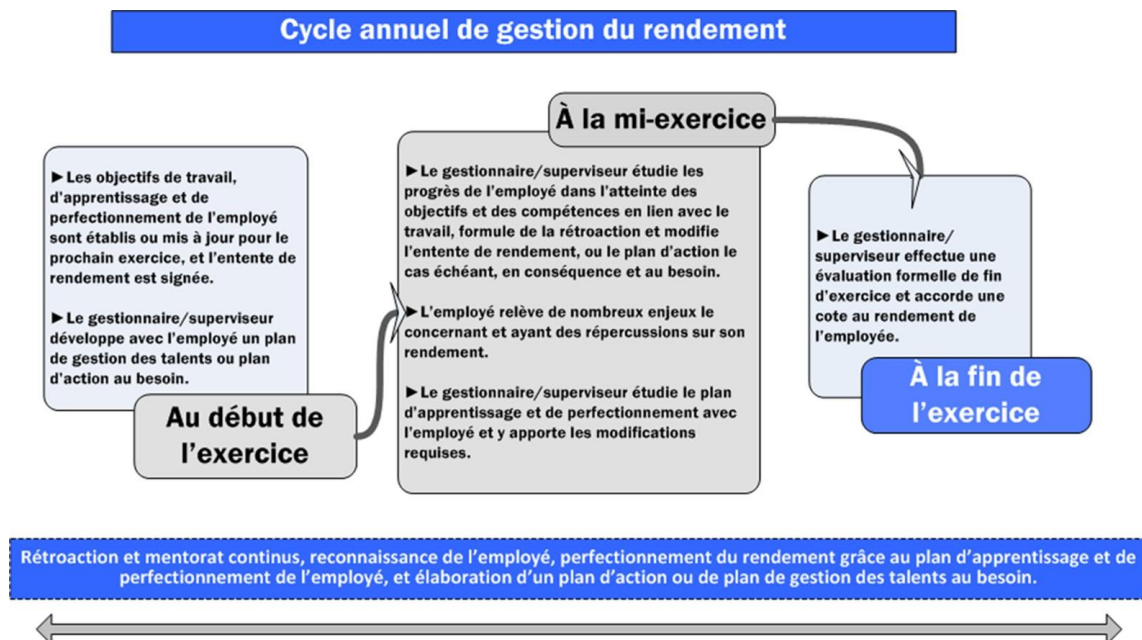 Cycle annuel de gestion du rendement
►Les objectifs de travail,
d'apprentissage et de
perfectionnement de l'employé
sont établis ou mis à jour pour le
prochain exercice, et l'entente de
rendement est signée.
►Le gestionnaire/superviseur
développe avec l'employé un plan
de gestion des talents ou plan
d'action au besoin.
Au début de
l'exercice
À la mi-exercice
►Le gestionnaire/superviseur étudie les
progrès de l'employé dans l'atteinte des
objectifs et des compétences en lien avec le
travail, formule de la rétroaction et modifie
l'entente de rendement, ou le plan d'action le
cas échéant, en conséquence et au besoin.
►L'employé relève de nombreux enjeux le
concernant et ayant des répercussions sur son
rendement.
►Le gestionnaire/superviseur étudie le plan
d'apprentissage et de perfectionnement avec
l'employé et y apporte les modifications
requises.
►Le gestionnaire/
superviseur effectue une
évaluation formelle de fin
d'exercice et accorde une
cote au rendement de
l'employée.
À la fin de
l'exercice
Rétroaction et mentorat continus, reconnaissance de l'employé, perfectionnement du rendement grâce au plan d'apprentissage et de
perfectionnement de l'employé, et élaboration d'un plan d'action ou de plan de gestion des talents au besoin.